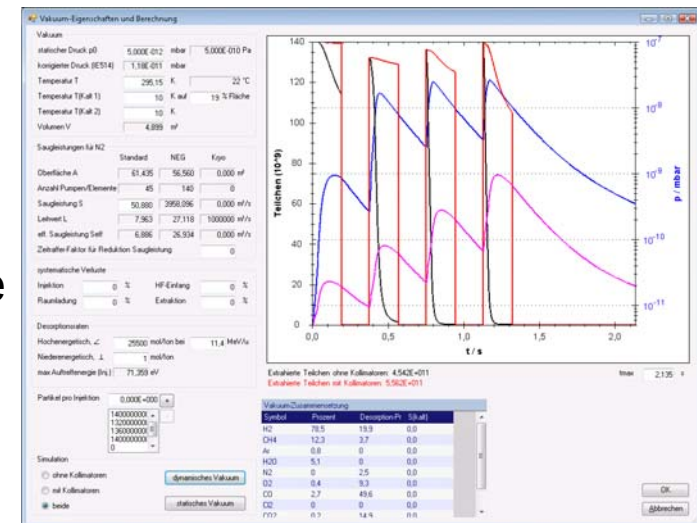 Vakuum-Eigenschaften und Berechnung
Vakuum
statischer Druck p0 5,000E-012 mbar 5,000E-010 Pa
korrigierter Druck (IE514) 1,18E-011 mbar
Temperatur T 295,15 K 22 °C
Temperatur T(Kalt 1) 10 K auf 19 % Fläche
Temperatur T(Kalt 2) 10 K
Volumen V 4,899 m³
Saugleistungen für N2
Standard NEG Kryo
Oberfläche A 61,435 56,560 0,000 m²
Anzahl Pumpen/Elemente 45 140 0
Saugleistung S 50,880 3958,096 0,000 m³/s
Leitwert L 7,963 27,118 1000000 m³/s
eff. Saugleistung Seff 6,886 26,934 0,000 m³/s
Zeitraffer-Faktor für Reduktion Saugleistung 0
systematische Verluste
Injektion 0 % HF-Einfang 0 %
Raumladung 0 % Extraktion 0 %
Desorptionsraten
Hochenergetisch, ∠ 25500 mol/Ion bei 11,4 MeV/u
Niederenergetisch, ⊥ 1 mol/Ion
max Auftreffenergie (Inj.) 71,359 eV
Partikel pro Injektion 0,000E+000
140000000
132000000
136000000
140000000
0
Simulation
ohne Kollimatoren
mit Kollimatoren
beide
dynamisches Vakuum
statisches Vakuum
Teilchen (10^9)
140
120
100
80
60
40
20
0
0,0 0,5 1,0 1,5 2,0
t / s
p / mbar
10⁻⁷
10⁻⁸
10⁻⁹
10⁻¹⁰
10⁻¹¹
Extrahierte Teilchen ohne Kollimatoren: 4,542E+011
Extrahierte Teilchen mit Kollimatoren: 5,562E+011
tmax 2,135 s
Vakuum-Zusammensetzung
Symbol Prozent Desorption-Pr S(kalt)
H2 78,5 19,9 0,0
CH4 12,3 3,7 0,0
Ar 0,8 0 0,0
H2O 5,1 0 0,0
N2 0 2,5 0,0
O2 0,4 9,3 0,0
CO 2,7 49,6 0,0
Cl2 0 0 0,0
CO2 0,2 14,9 0,0
OK
Abbrechen
e